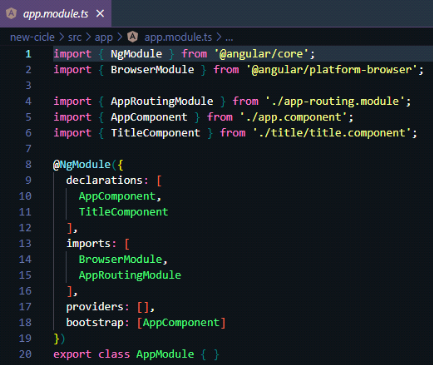 app.module.ts ×
new-cicle > src > app > app.module.ts > ...
1 import { NgModule } from '@angular/core';
2 import { BrowserModule } from '@angular/platform-browser';
3
4 import { AppRoutingModule } from './app-routing.module';
5 import { AppComponent } from './app.component';
6 import { TitleComponent } from './title/title.component';
7
8 @NgModule({
9   declarations: [
10     AppComponent,
11     TitleComponent
12   ],
13   imports: [
14     BrowserModule,
15     AppRoutingModule
16   ],
17   providers: [],
18   bootstrap: [AppComponent]
19 })
20 export class AppModule { }